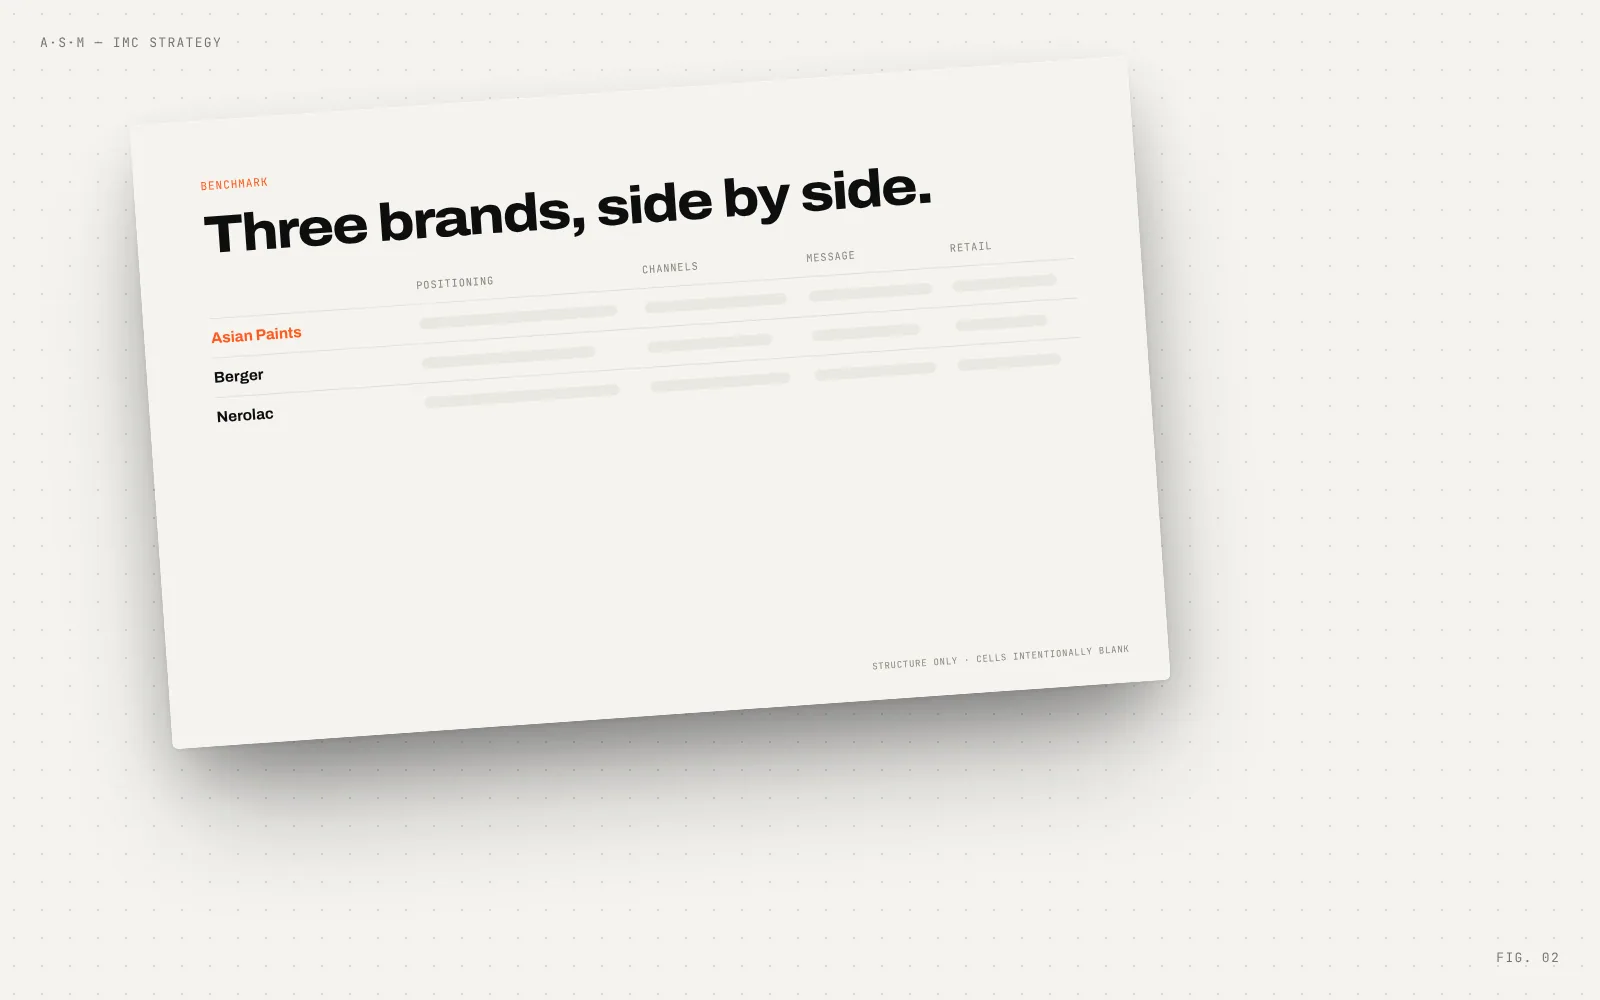 A·S·M — IMC STRATEGY
BENCHMARK
Three brands, side by side.
POSITIONING CHANNELS MESSAGE RETAIL
Asian Paints
Berger
Nerolac
STRUCTURE ONLY · CELLS INTENTIONALLY BLANK
FIG. 02